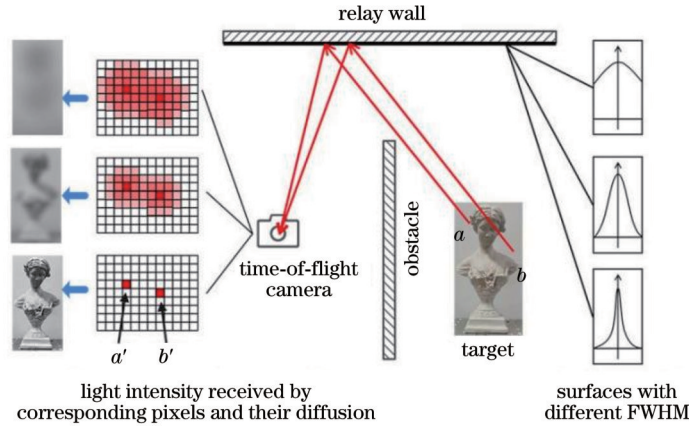 relay wall
obstacle
a
b
time-of-flight
camera
target
a′
b′
light intensity received by
corresponding pixels and their diffusion
surfaces with
different FWHM